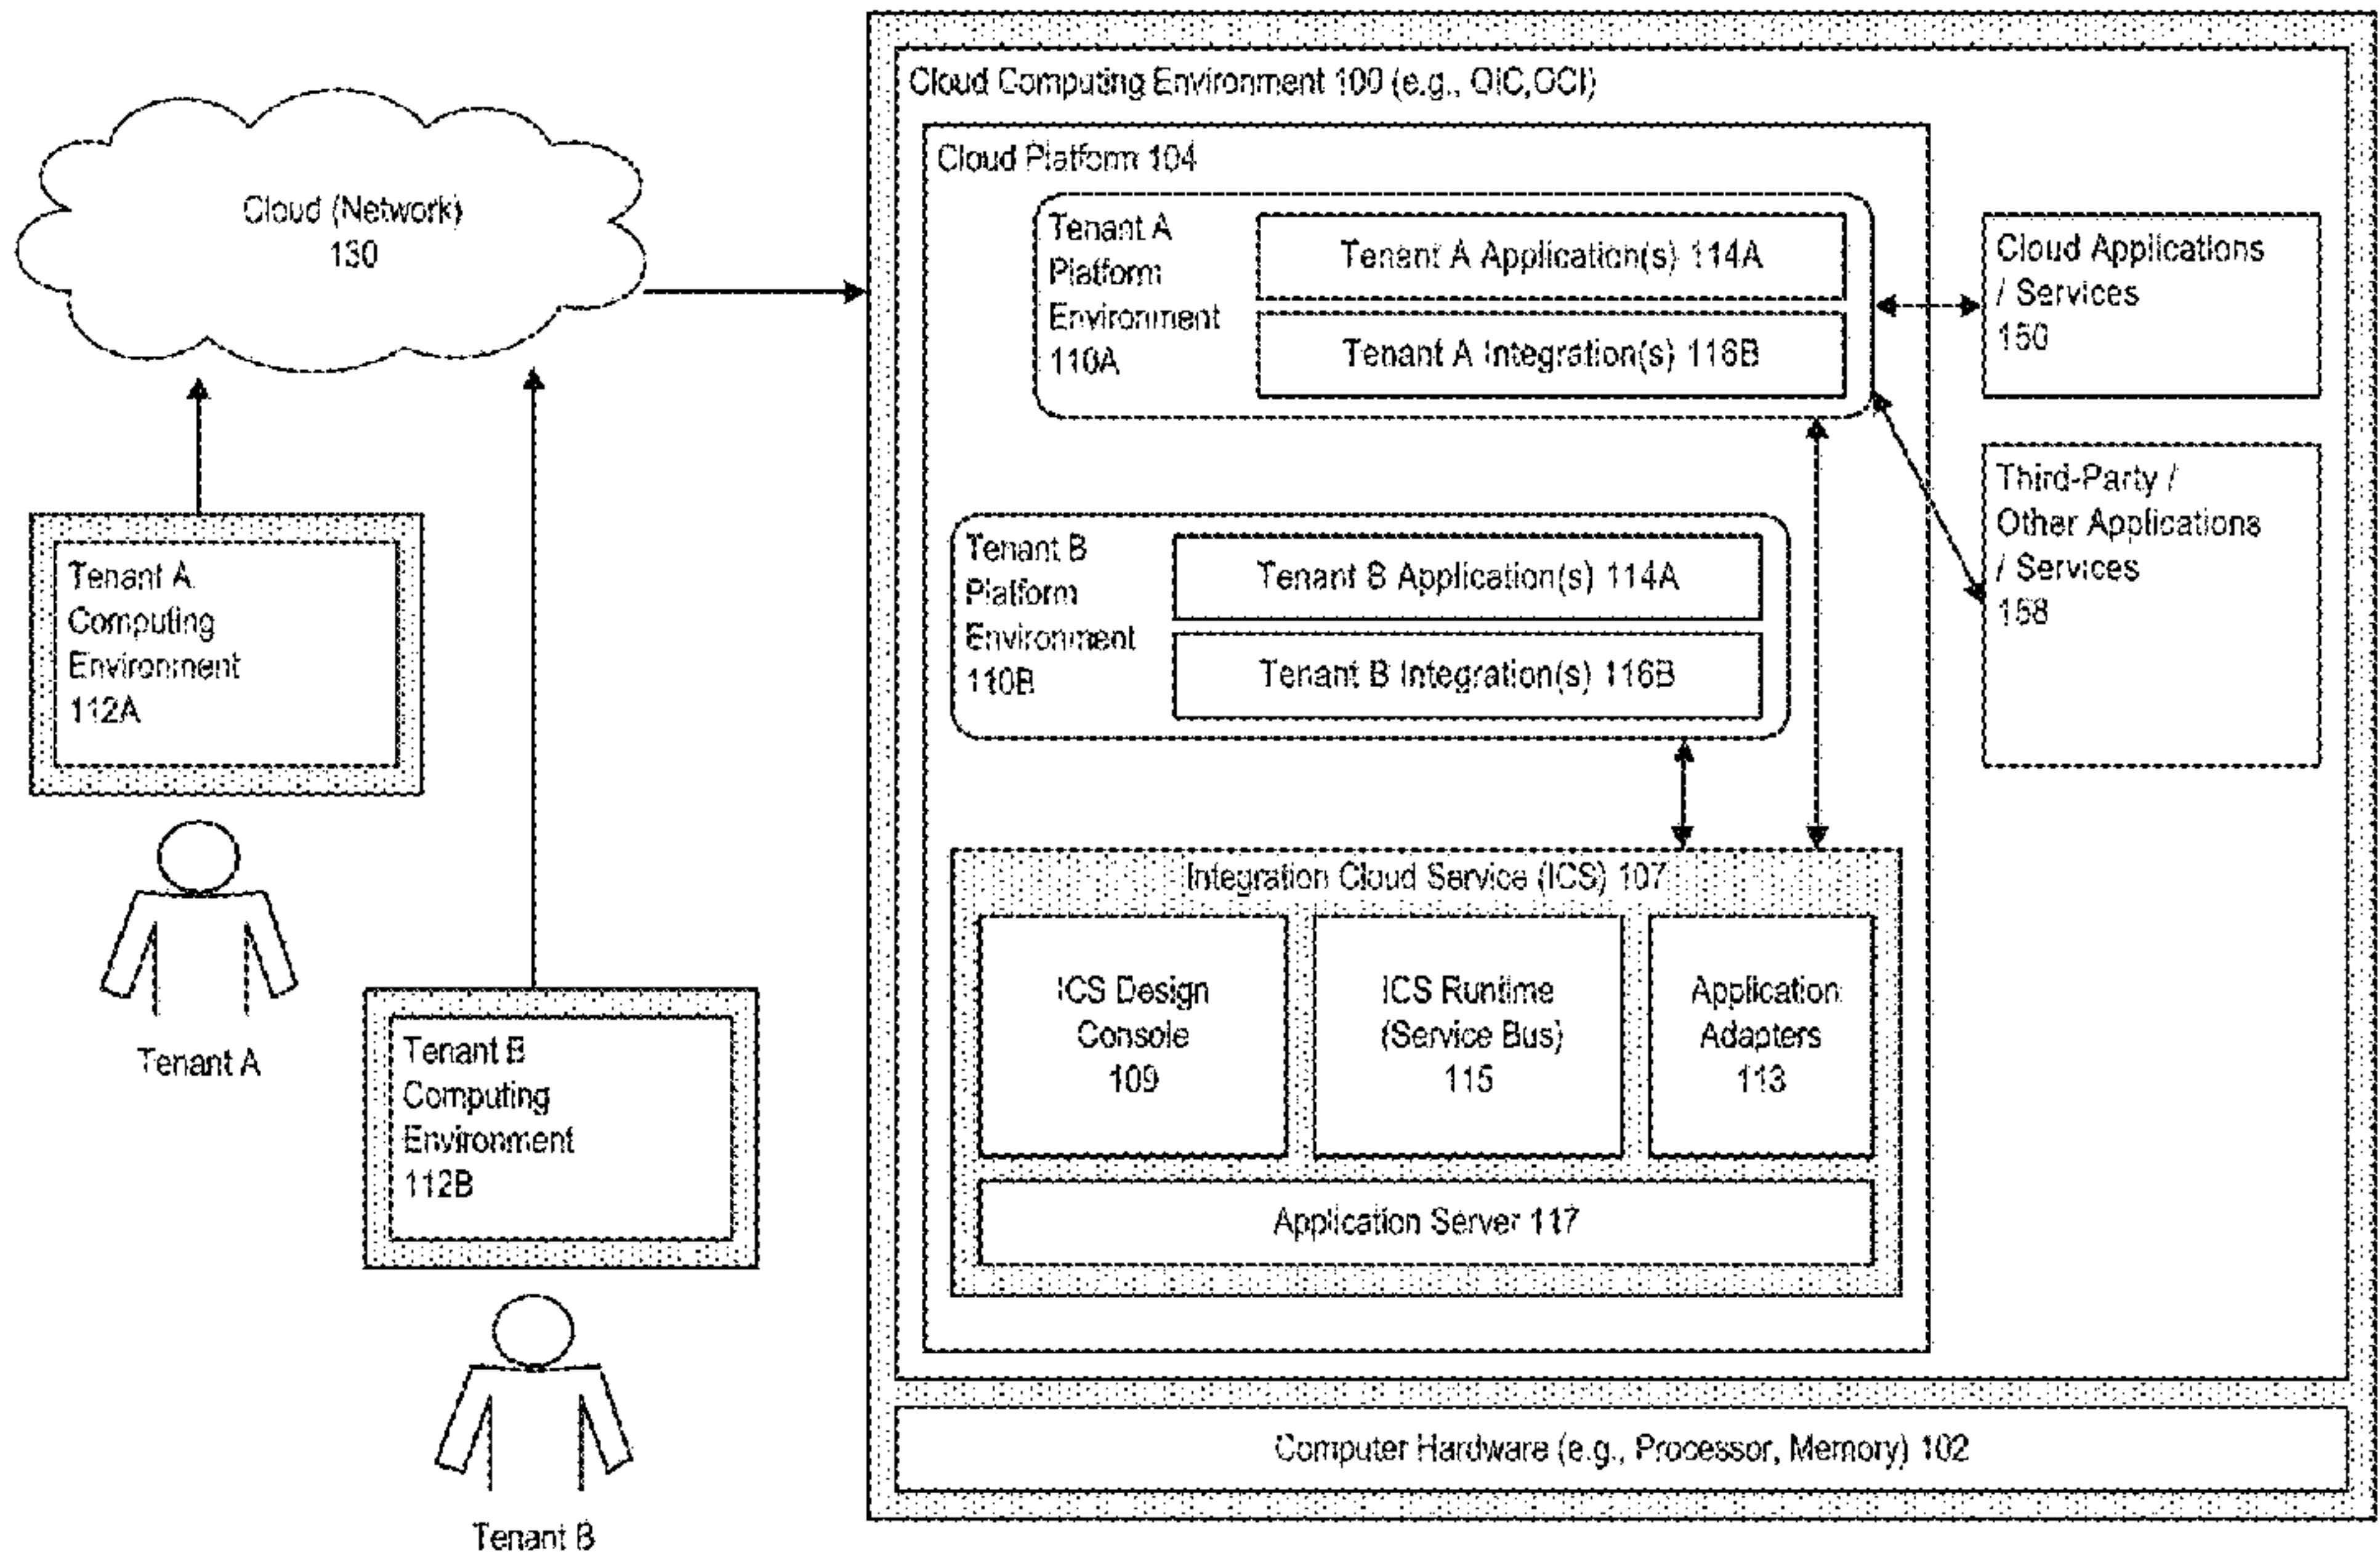 Cloud Computing Environment 100 (e.g., OIC,OCI)
Cloud Platform 104
Cloud (Network)
130
Tenant A
Platform
Environment
110A
Tenant A Application(s) 114A
Tenant A Integration(s) 116B
Cloud Applications
/ Services
150
Third-Party /
Other Applications
/ Services
158
Tenant B
Platform
Environment
110B
Tenant B Application(s) 114A
Tenant B Integration(s) 116B
Tenant A
Computing
Environment
112A
Tenant A
Tenant B
Computing
Environment
112B
Tenant B
Integration Cloud Service (ICS) 107
ICS Design
Console
109
ICS Runtime
(Service Bus)
115
Application
Adapters
113
Application Server 117
Computer Hardware (e.g., Processor, Memory) 102